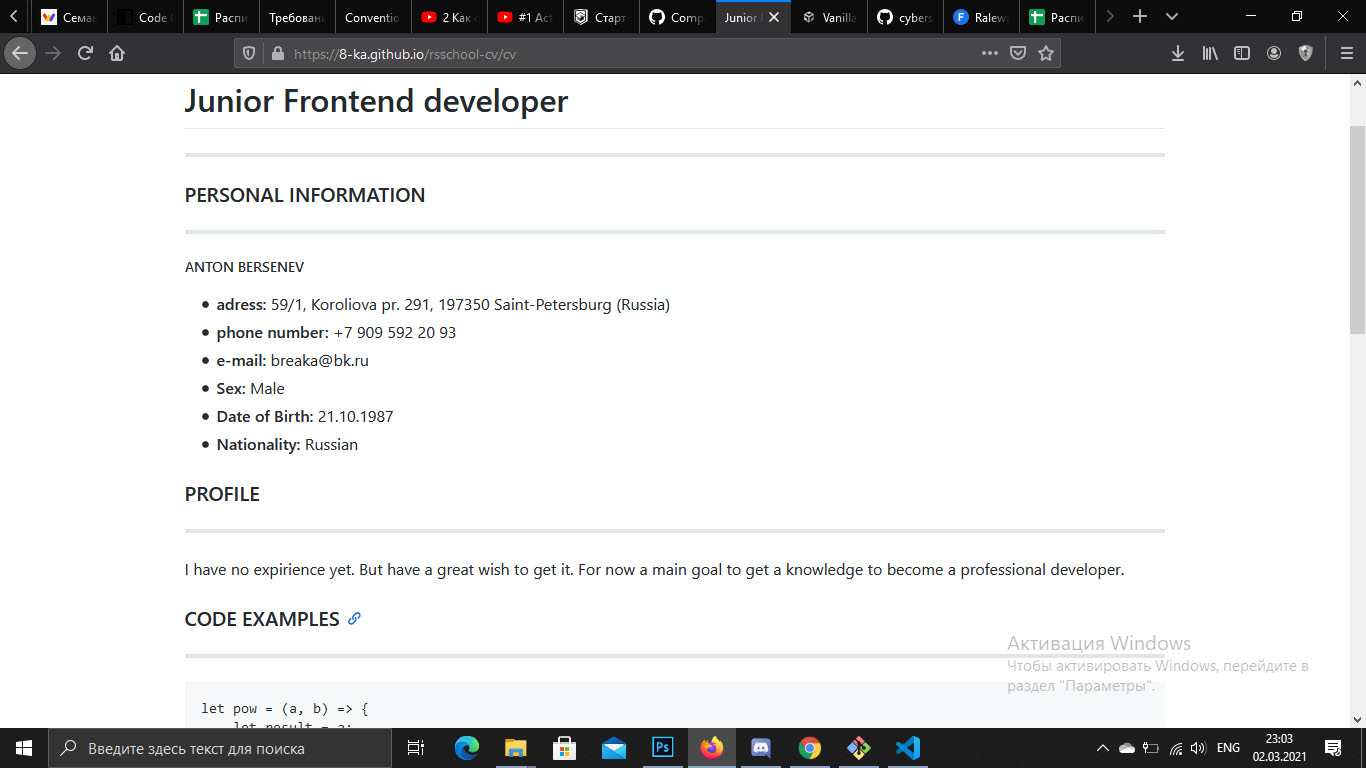 Семан
Code
Распи
Требовани
Conventio
2 Как
#1 Act
Старт
Comp
Junior
Vanilla
cybers
Ralew
Распи
https://8-ka.github.io/rsschool-cv/cv
Junior Frontend developer
PERSONAL INFORMATION
ANTON BERSENEV
adress: 59/1, Koroliova pr. 291, 197350 Saint-Petersburg (Russia)
phone number: +7 909 592 20 93
e-mail: breaka@bk.ru
Sex: Male
Date of Birth: 21.10.1987
Nationality: Russian
PROFILE
I have no expirience yet. But have a great wish to get it. For now a main goal to get a knowledge to become a professional developer.
CODE EXAMPLES
Активация Windows
Чтобы активировать Windows, перейдите в
раздел "Параметры".
let pow = (a, b) => {
let result = a;
Введите здесь текст для поиска
Ps
ENG
23:03
02.03.2021